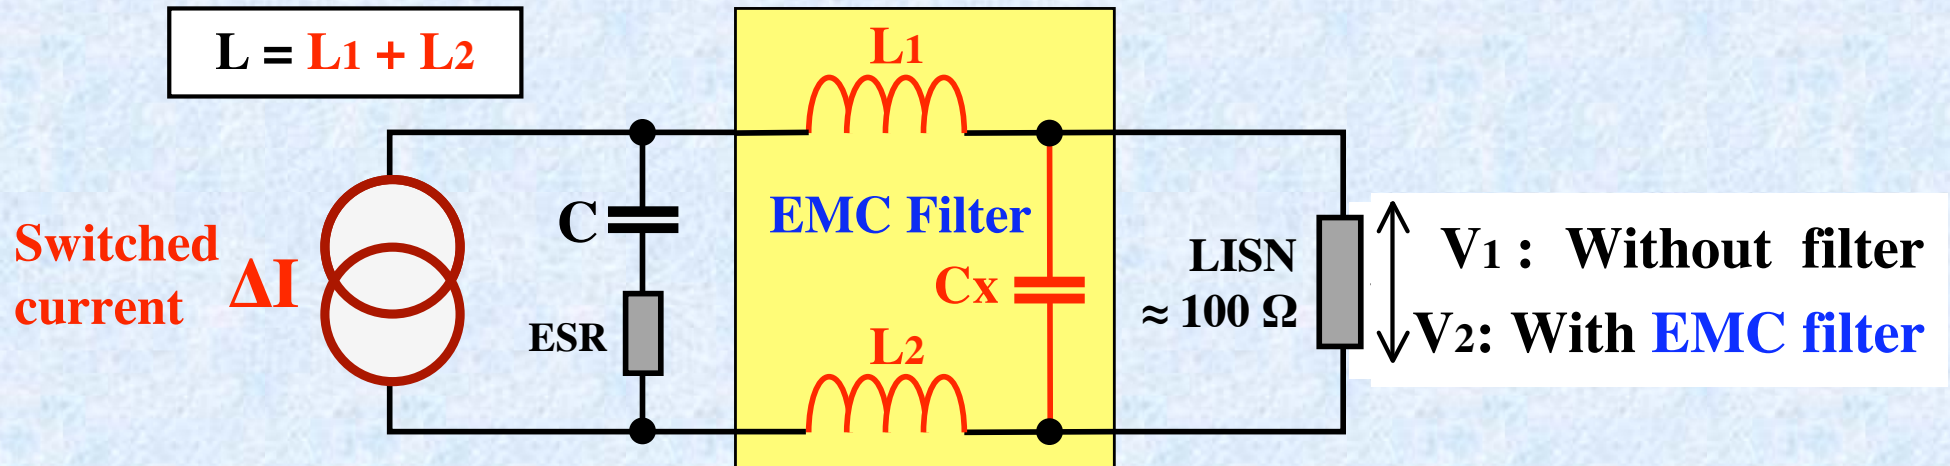 L = L1 + L2
L1
EMC Filter
C
Switched
current
ΔI
Cx
LISN
≈ 100 Ω
ESR
L2
V1 : Without filter
V2: With EMC filter